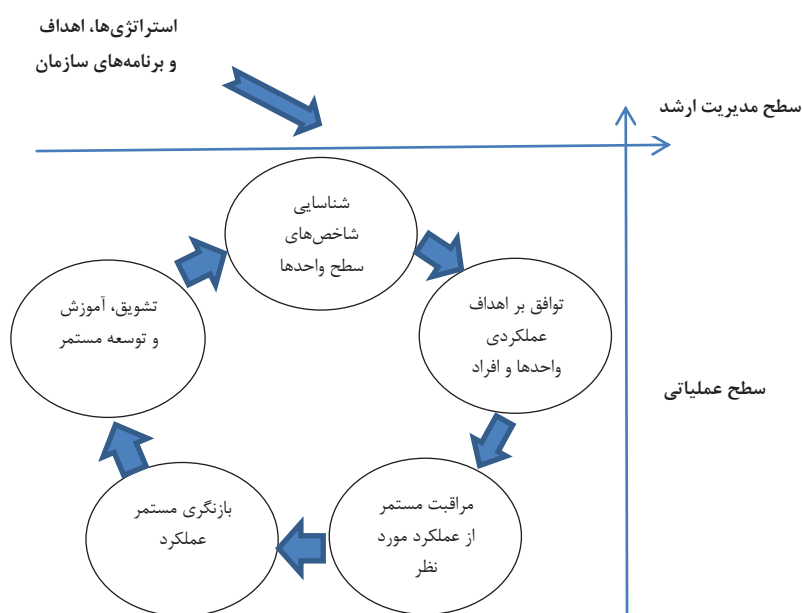 استراتژی‌ها، اهداف
و برنامه‌های سازمان
سطح مدیریت ارشد
شناسایی
شاخص‌های
سطح واحدها
توافق بر اهداف
عملکردی
واحدها و افراد
سطح عملیاتی
مراقبت مستمر
از عملکرد مورد
نظر
بازنگری مستمر
عملکرد
تشویق، آموزش
و توسعه مستمر